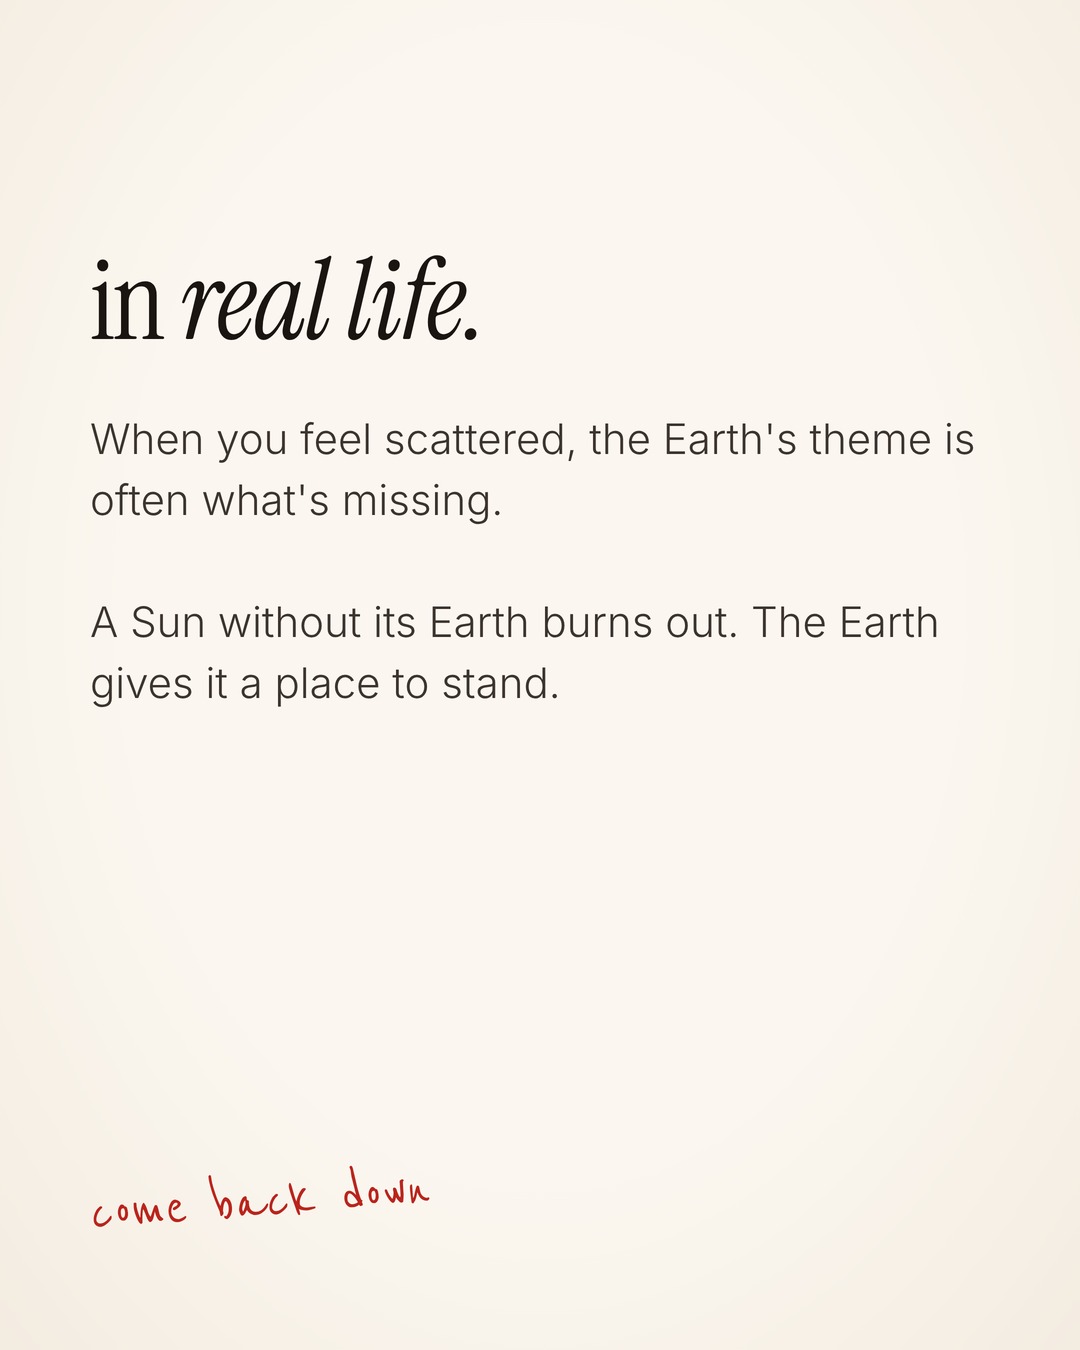 in real life.
When you feel scattered, the Earth's theme is
often what's missing.
A Sun without its Earth burns out. The Earth
gives it a place to stand.
come back down